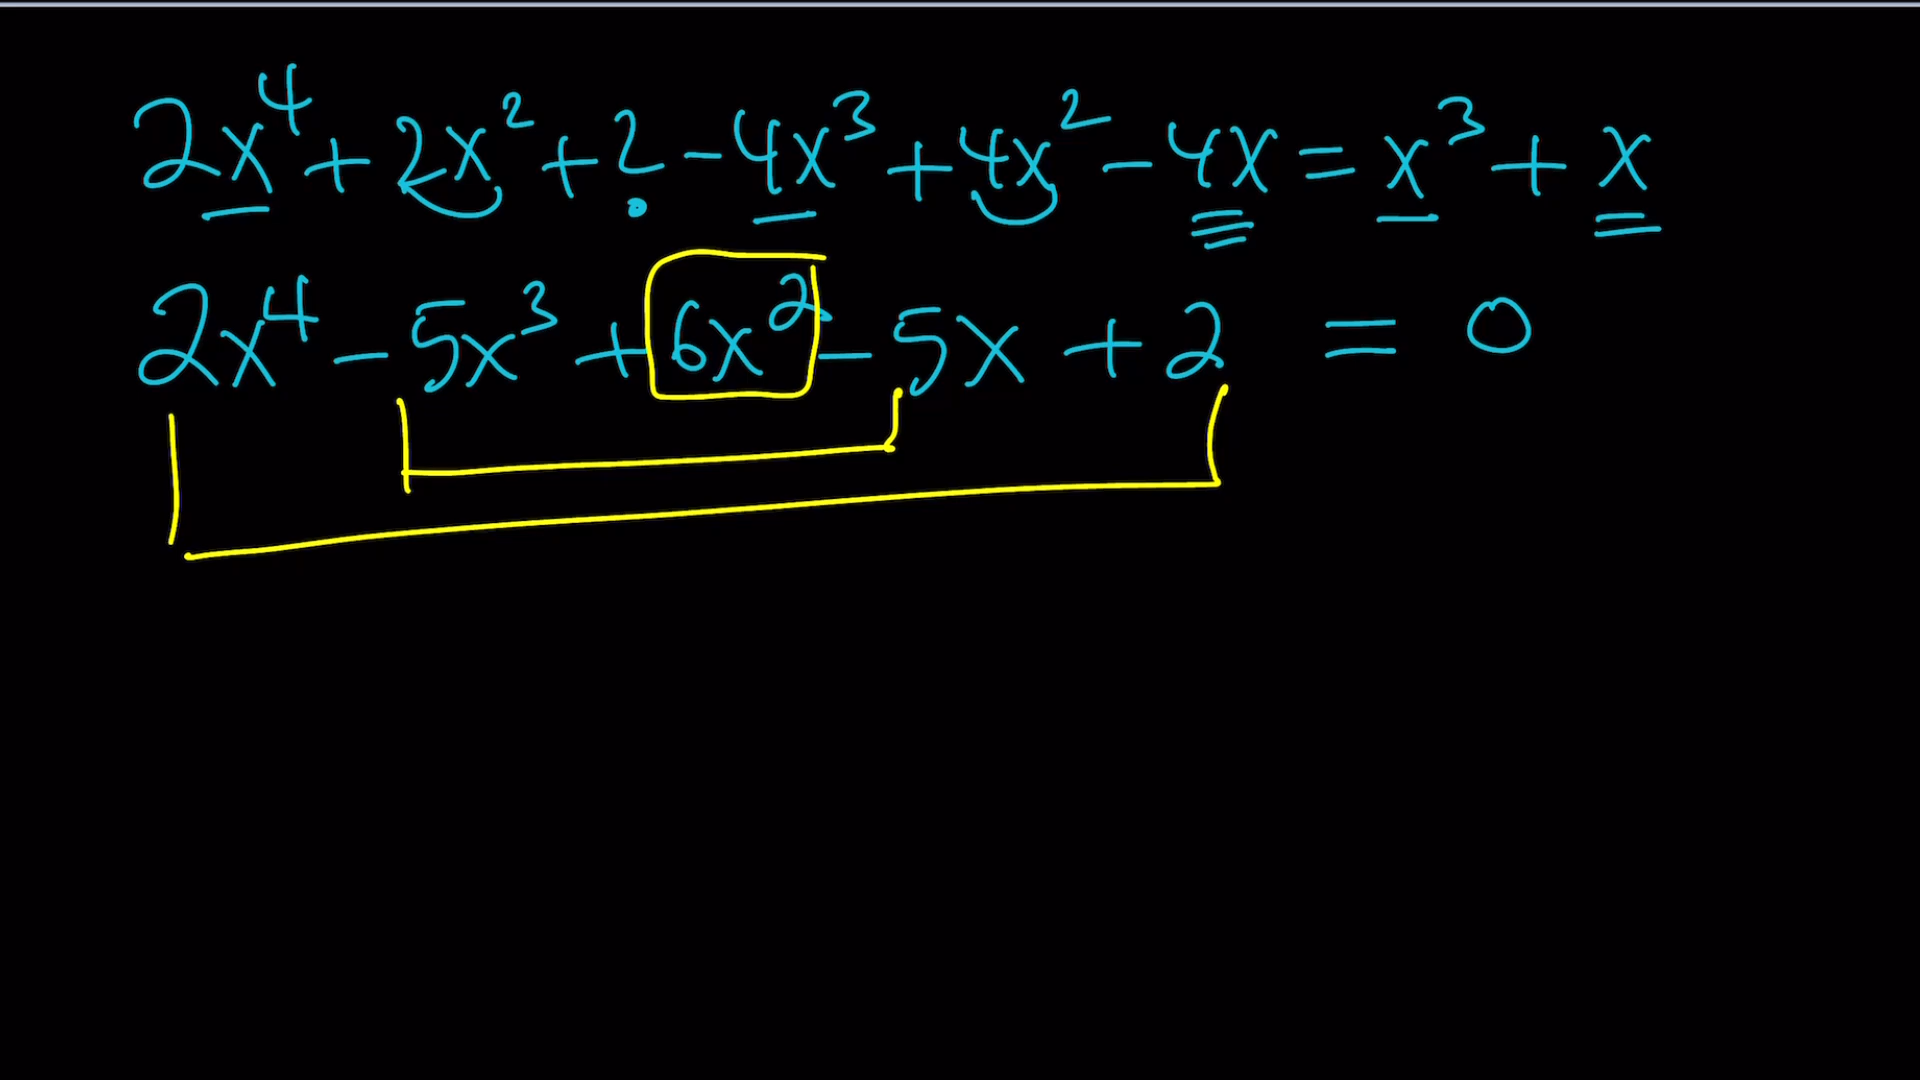 2x⁴ + 2x² + 2 - 4x³ + 4x² - 4x = x³ + x
2x⁴ - 5x³ + 6x² - 5x + 2 = 0